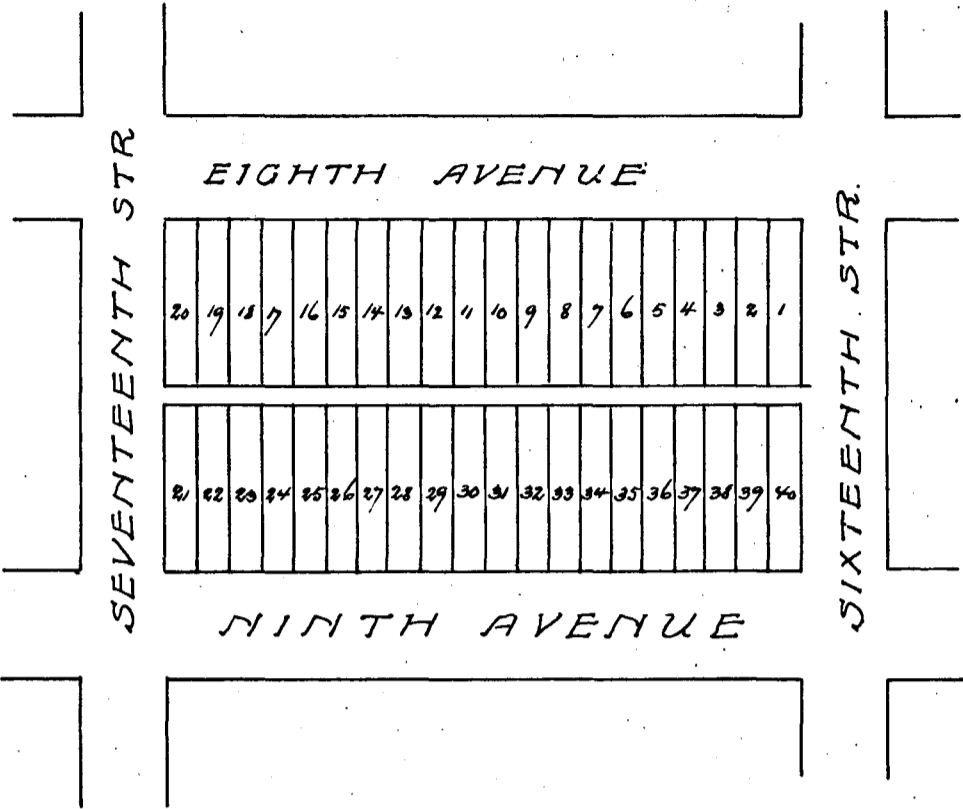 EIGHTH AVENUE
SEVENTEENTH STR
SIXTEENTH STR.
20 19 18 17 16 15 14 13 12 11 10 9 8 7 6 5 4 3 2 1
21 22 23 24 25 26 27 28 29 30 31 32 33 34 35 36 37 38 39 40
NINTH AVENUE